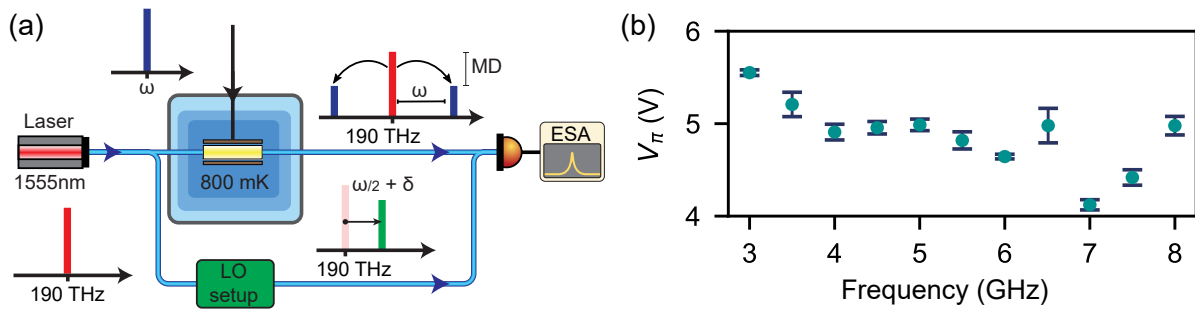 (a)
ω
MD
ω
190 THz
Laser
1555nm
800 mK
ESA
ω/2 + δ
190 THz
190 THz
LO
setup
(b)
6
5
4
Vπ (V)
3 4 5 6 7 8
Frequency (GHz)